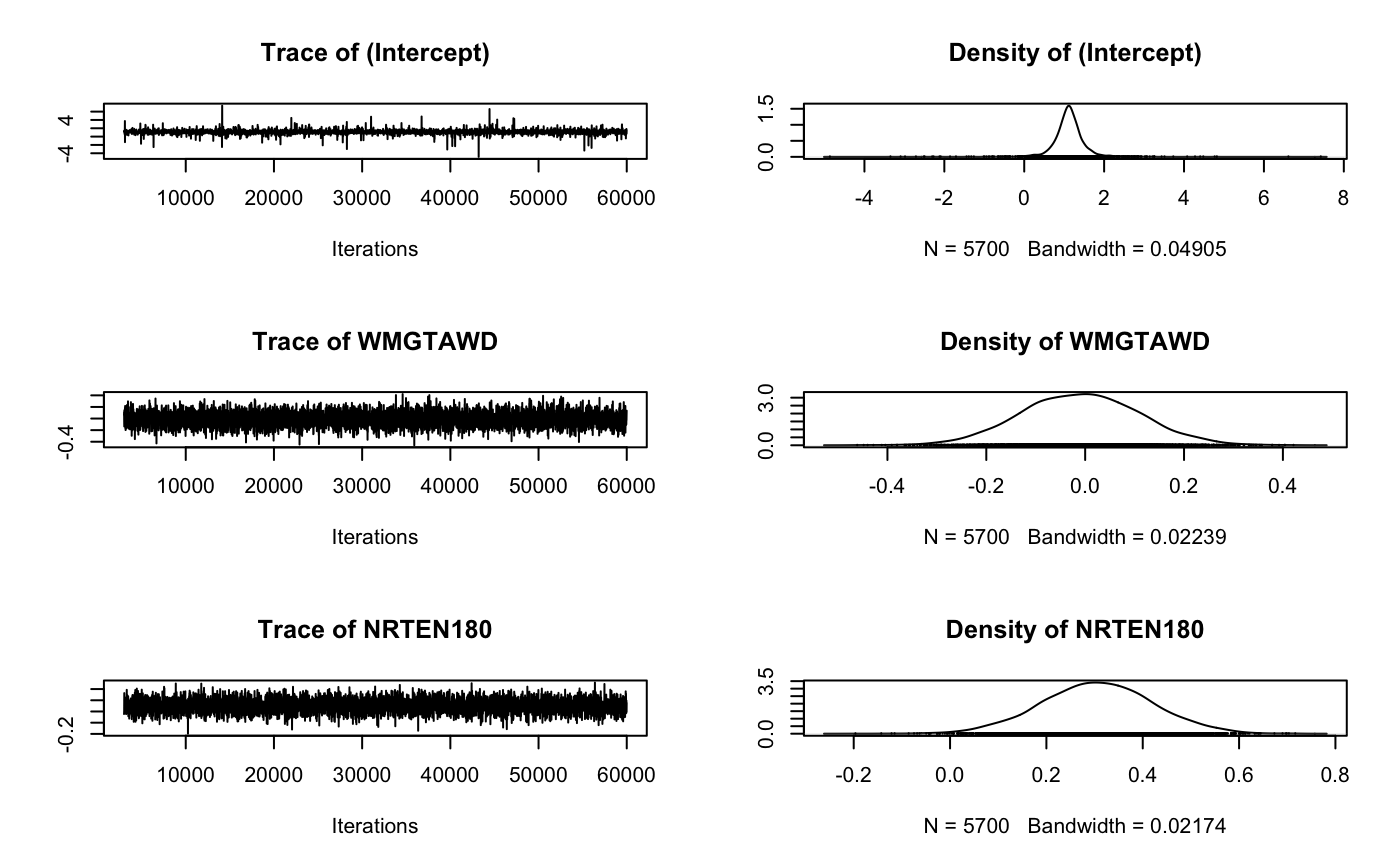 Trace of (Intercept)
4
-4
10000 20000 30000 40000 50000 60000
Iterations
Density of (Intercept)
1.5
0.0
-4 -2 0 2 4 6 8
N = 5700 Bandwidth = 0.04905
Trace of WMGTAWD
-0.4
10000 20000 30000 40000 50000 60000
Iterations
Density of WMGTAWD
3.0
0.0
-0.4 -0.2 0.0 0.2 0.4
N = 5700 Bandwidth = 0.02239
Trace of NRTEN180
-0.2
10000 20000 30000 40000 50000 60000
Iterations
Density of NRTEN180
3.5
0.0
-0.2 0.0 0.2 0.4 0.6 0.8
N = 5700 Bandwidth = 0.02174